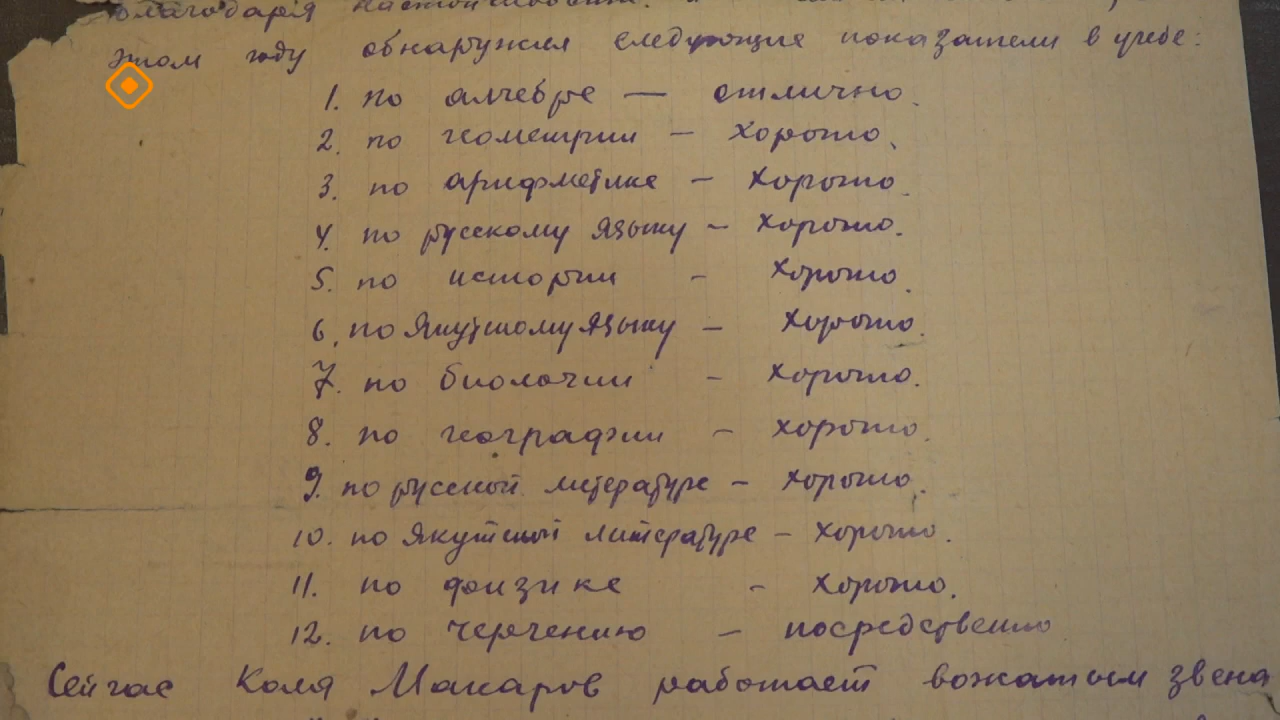 благодаря
этом году обнаружил следующие показатели в учебе:
1. по алгебре — отлично.
2. по геометрии – хорошо.
3. по арифметике – хорошо.
4. по русскому языку – хорошо.
5. по истории – хорошо.
6. по Якутскому языку – хорошо.
7. по биологии – хорошо.
8. по географии – хорошо.
9. по русской литературе – хорошо.
10. по Якутской литературе – хорошо.
11. по физике – хорошо.
12. по черчению – посредственно
Сейчас Коля Макаров работает вожатым звена